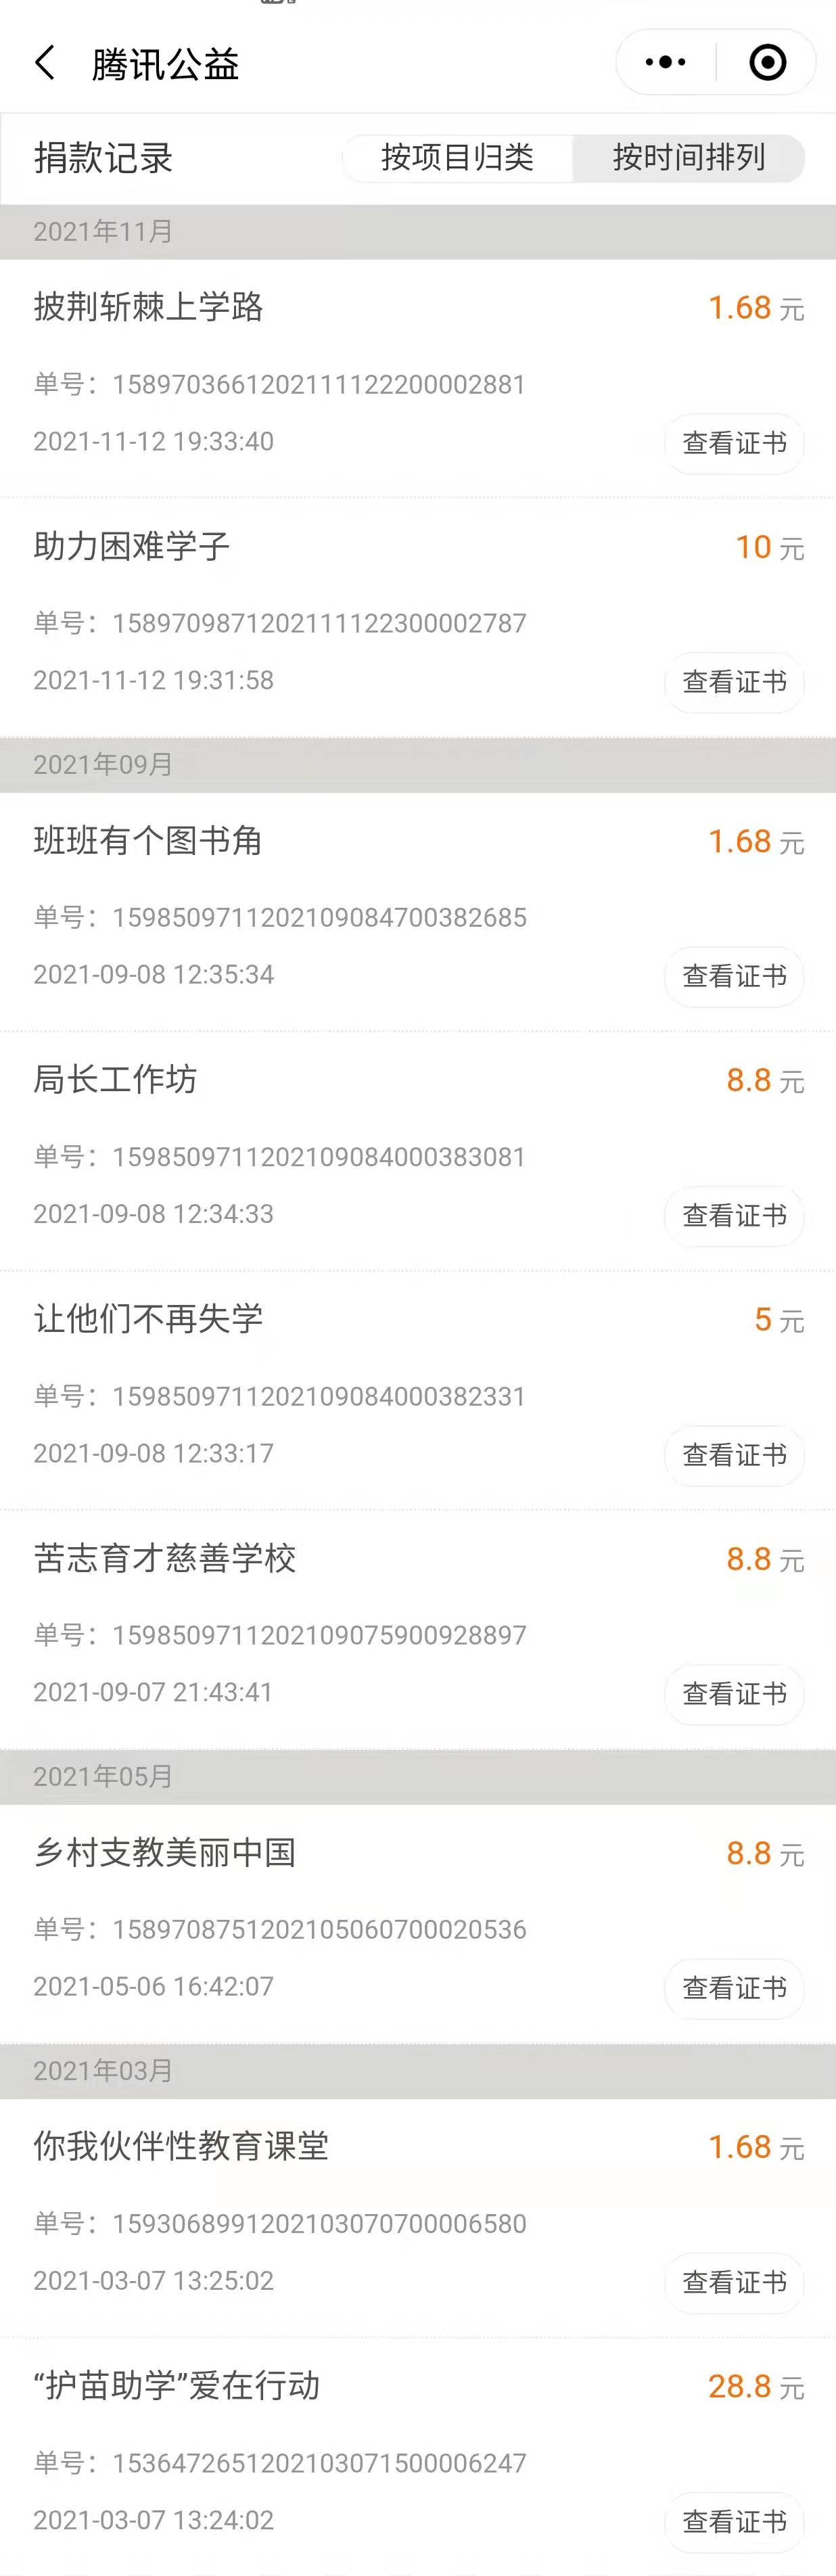 腾讯公益
捐款记录 按项目归类 按时间排列
2021年11月
披荆斩棘上学路 1.68 元
单号：1589703661202111122200002881
2021-11-12 19:33:40 查看证书
助力困难学子 10 元
单号：1589709871202111122300002787
2021-11-12 19:31:58 查看证书
2021年09月
班班有个图书角 1.68 元
单号：1598509711202109084700382685
2021-09-08 12:35:34 查看证书
局长工作坊 8.8 元
单号：1598509711202109084000383081
2021-09-08 12:34:33 查看证书
让他们不再失学 5 元
单号：1598509711202109084000382331
2021-09-08 12:33:17 查看证书
苦志育才慈善学校 8.8 元
单号：1598509711202109075900928897
2021-09-07 21:43:41 查看证书
2021年05月
乡村支教美丽中国 8.8 元
单号：1589708751202105060700020536
2021-05-06 16:42:07 查看证书
2021年03月
你我伙伴性教育课堂 1.68 元
单号：1593068991202103070700006580
2021-03-07 13:25:02 查看证书
“护苗助学”爱在行动 28.8 元
单号：1536472651202103071500006247
2021-03-07 13:24:02 查看证书